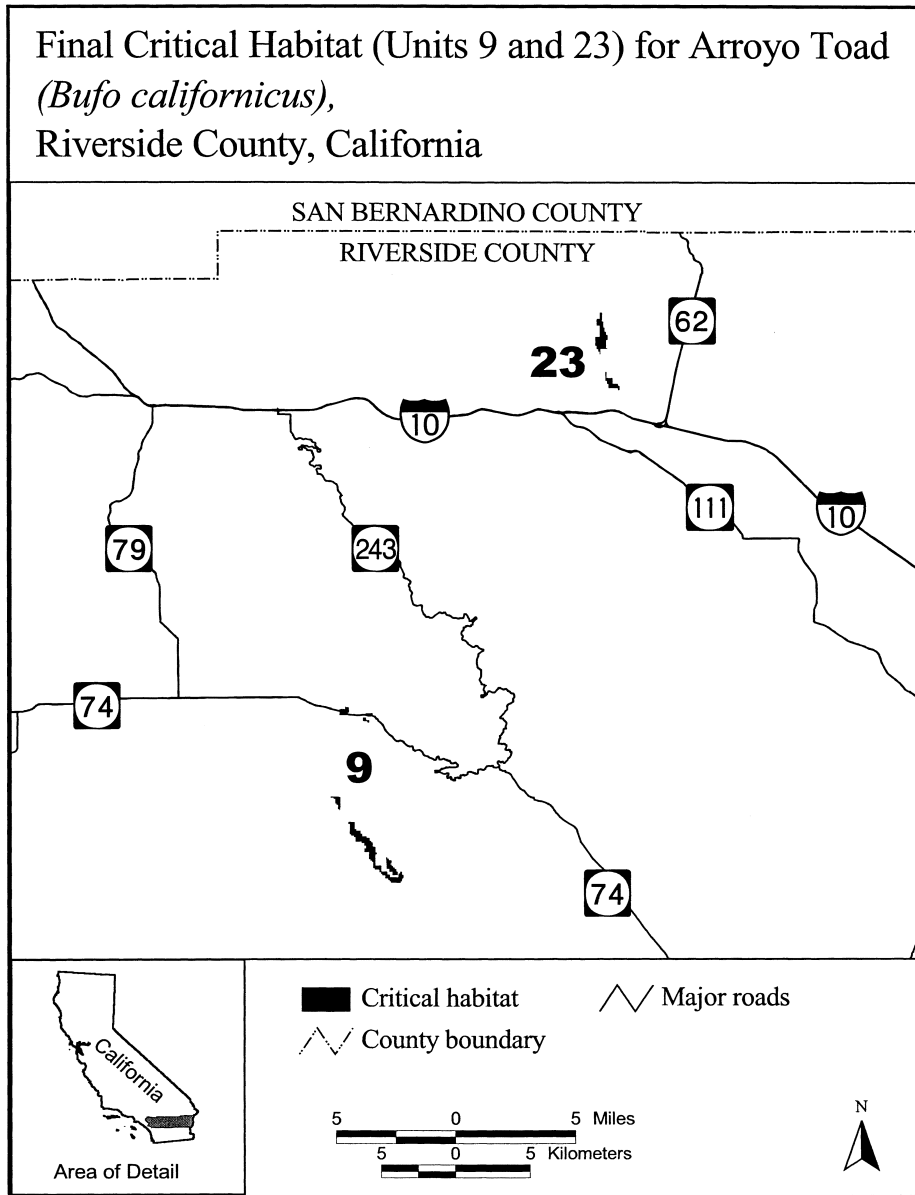 Final Critical Habitat (Units 9 and 23) for Arroyo Toad
(Bufo californicus),
Riverside County, California
SAN BERNARDINO COUNTY
RIVERSIDE COUNTY
62
23
10
111
10
79
243
74
9
74
California
Area of Detail
Critical habitat
Major roads
County boundary
5 0 5 Miles
5 0 5 Kilometers
N